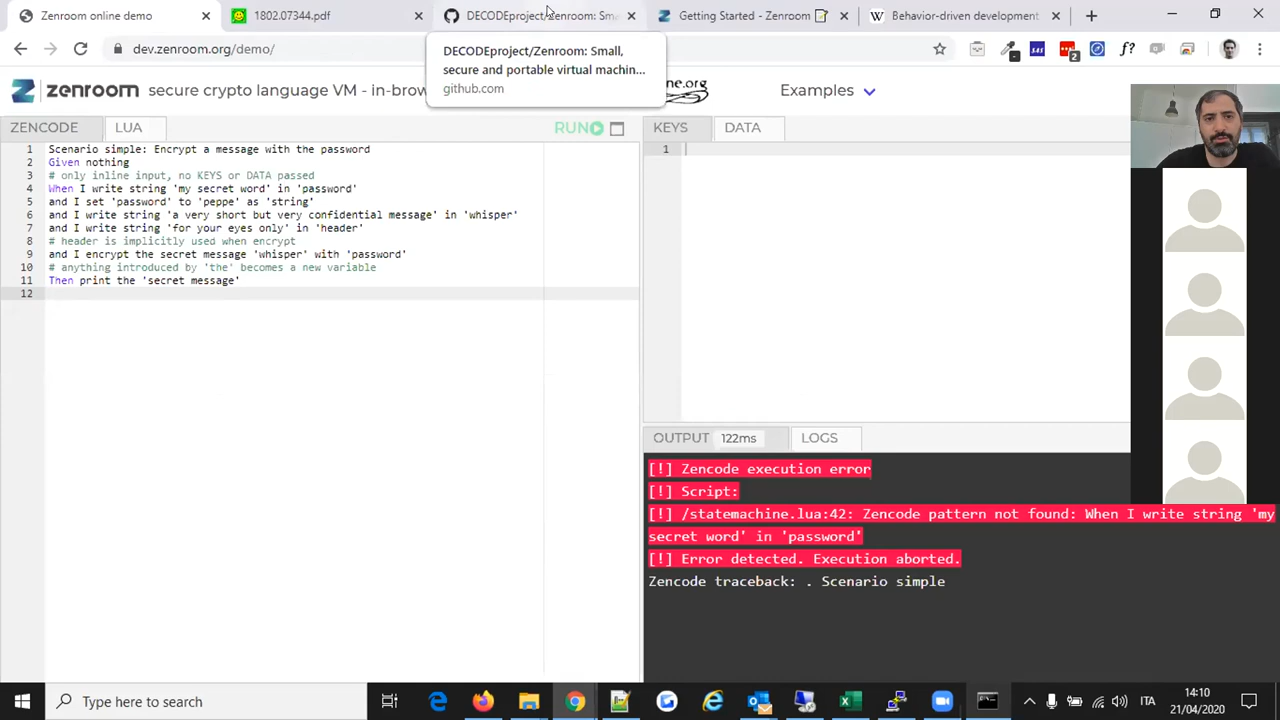 Zenroom online demo
1802.07344.pdf
DECODEproject/Zenroom: Sma
Getting Started - Zenroom
Behavior-driven development
dev.zenroom.org/demo/
2
f?
DECODEproject/Zenroom: Small,
secure and portable virtual machin...
github.com
zenroom secure crypto language VM - in-brow
ne.org
Examples
ZENCODE
LUA
RUN
KEYS
DATA
1 Scenario simple: Encrypt a message with the password
2 Given nothing
3 # only inline input, no KEYS or DATA passed
4 When I write string 'my secret word' in 'password'
5 and I set 'password' to 'peppe' as 'string'
6 and I write string 'a very short but very confidential message' in 'whisper'
7 and I write string 'for your eyes only' in 'header'
8 # header is implicitly used when encrypt
9 and I encrypt the secret message 'whisper' with 'password'
10 # anything introduced by 'the' becomes a new variable
11 Then print the 'secret message'
12
1
OUTPUT 122ms
LOGS
[!] Zencode execution error
[!] Script:
[!] /statemachine.lua:42: Zencode pattern not found: When I write string 'my
secret word' in 'password'
[!] Error detected. Execution aborted.
Zencode traceback: . Scenario simple
Type here to search
ITA
14:10
21/04/2020